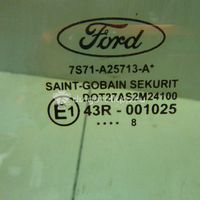 Ford
7S71-A25713-A*
SAINT-GOBAIN SEKURIT
DOT27AS2M24100
E1 43R - 001025
.... 8